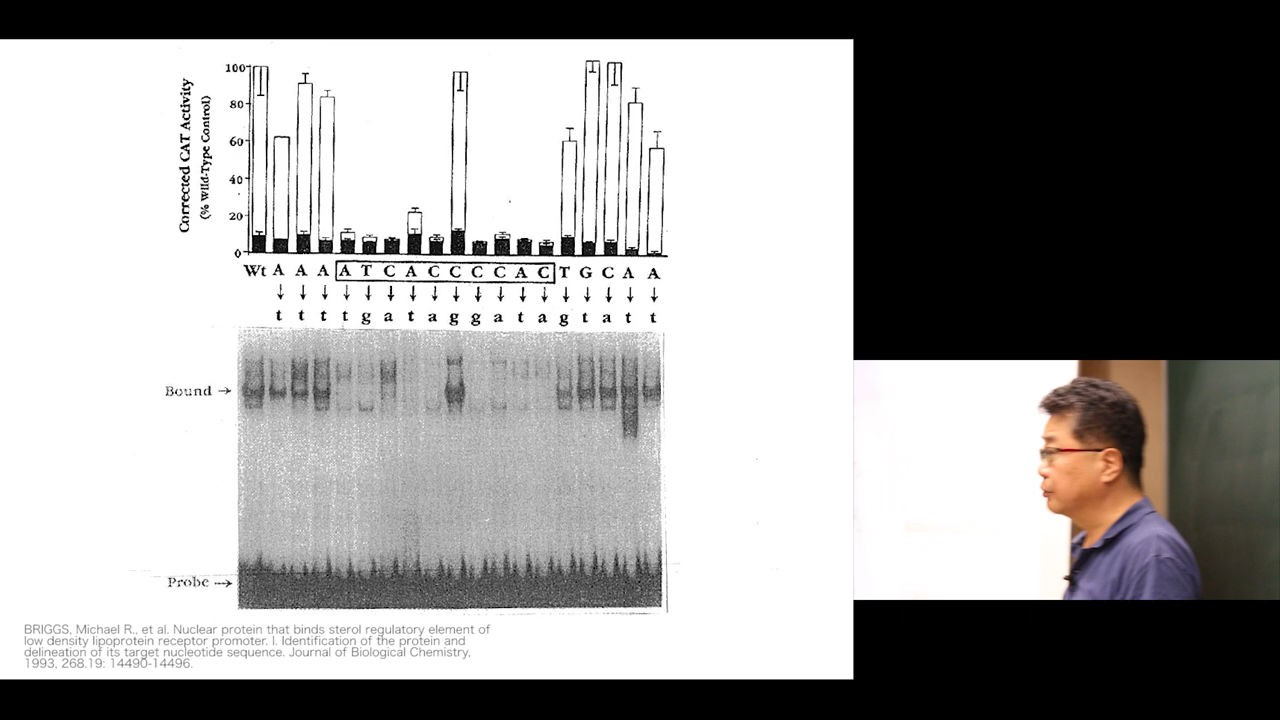 Corrected CAT Activity
(% Wild-Type Control)
100
80
60
40
20
0
Wt A A A A T C A C C C C A C T G C A A
t t t t g a t a g g a t a g t a t t
Bound →
Probe →
BRIGGS, Michael R., et al. Nuclear protein that binds sterol regulatory element of
low density lipoprotein receptor promoter. I. Identification of the protein and
delineation of its target nucleotide sequence. Journal of Biological Chemistry,
1993, 268.19: 14490-14496.